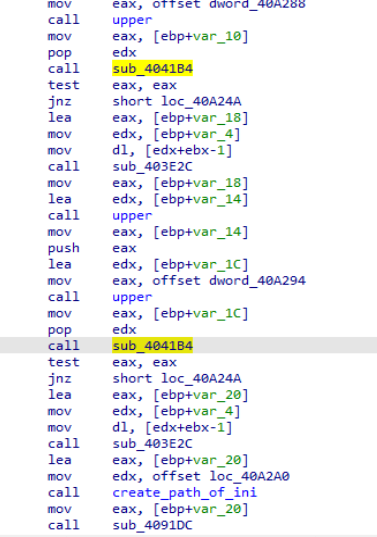 mov eax, offset dword_40A288
call upper
mov eax, [ebp+var_10]
pop edx
call sub_4041B4
test eax, eax
jnz short loc_40A24A
lea eax, [ebp+var_18]
mov edx, [ebp+var_4]
mov dl, [edx+ebx-1]
call sub_403E2C
mov eax, [ebp+var_18]
lea edx, [ebp+var_14]
call upper
mov eax, [ebp+var_14]
push eax
lea edx, [ebp+var_1C]
mov eax, offset dword_40A294
call upper
mov eax, [ebp+var_1C]
pop edx
call sub_4041B4
test eax, eax
jnz short loc_40A24A
lea eax, [ebp+var_20]
mov edx, [ebp+var_4]
mov dl, [edx+ebx-1]
call sub_403E2C
lea eax, [ebp+var_20]
mov edx, offset loc_40A2A0
call create_path_of_ini
mov eax, [ebp+var_20]
call sub_4091DC